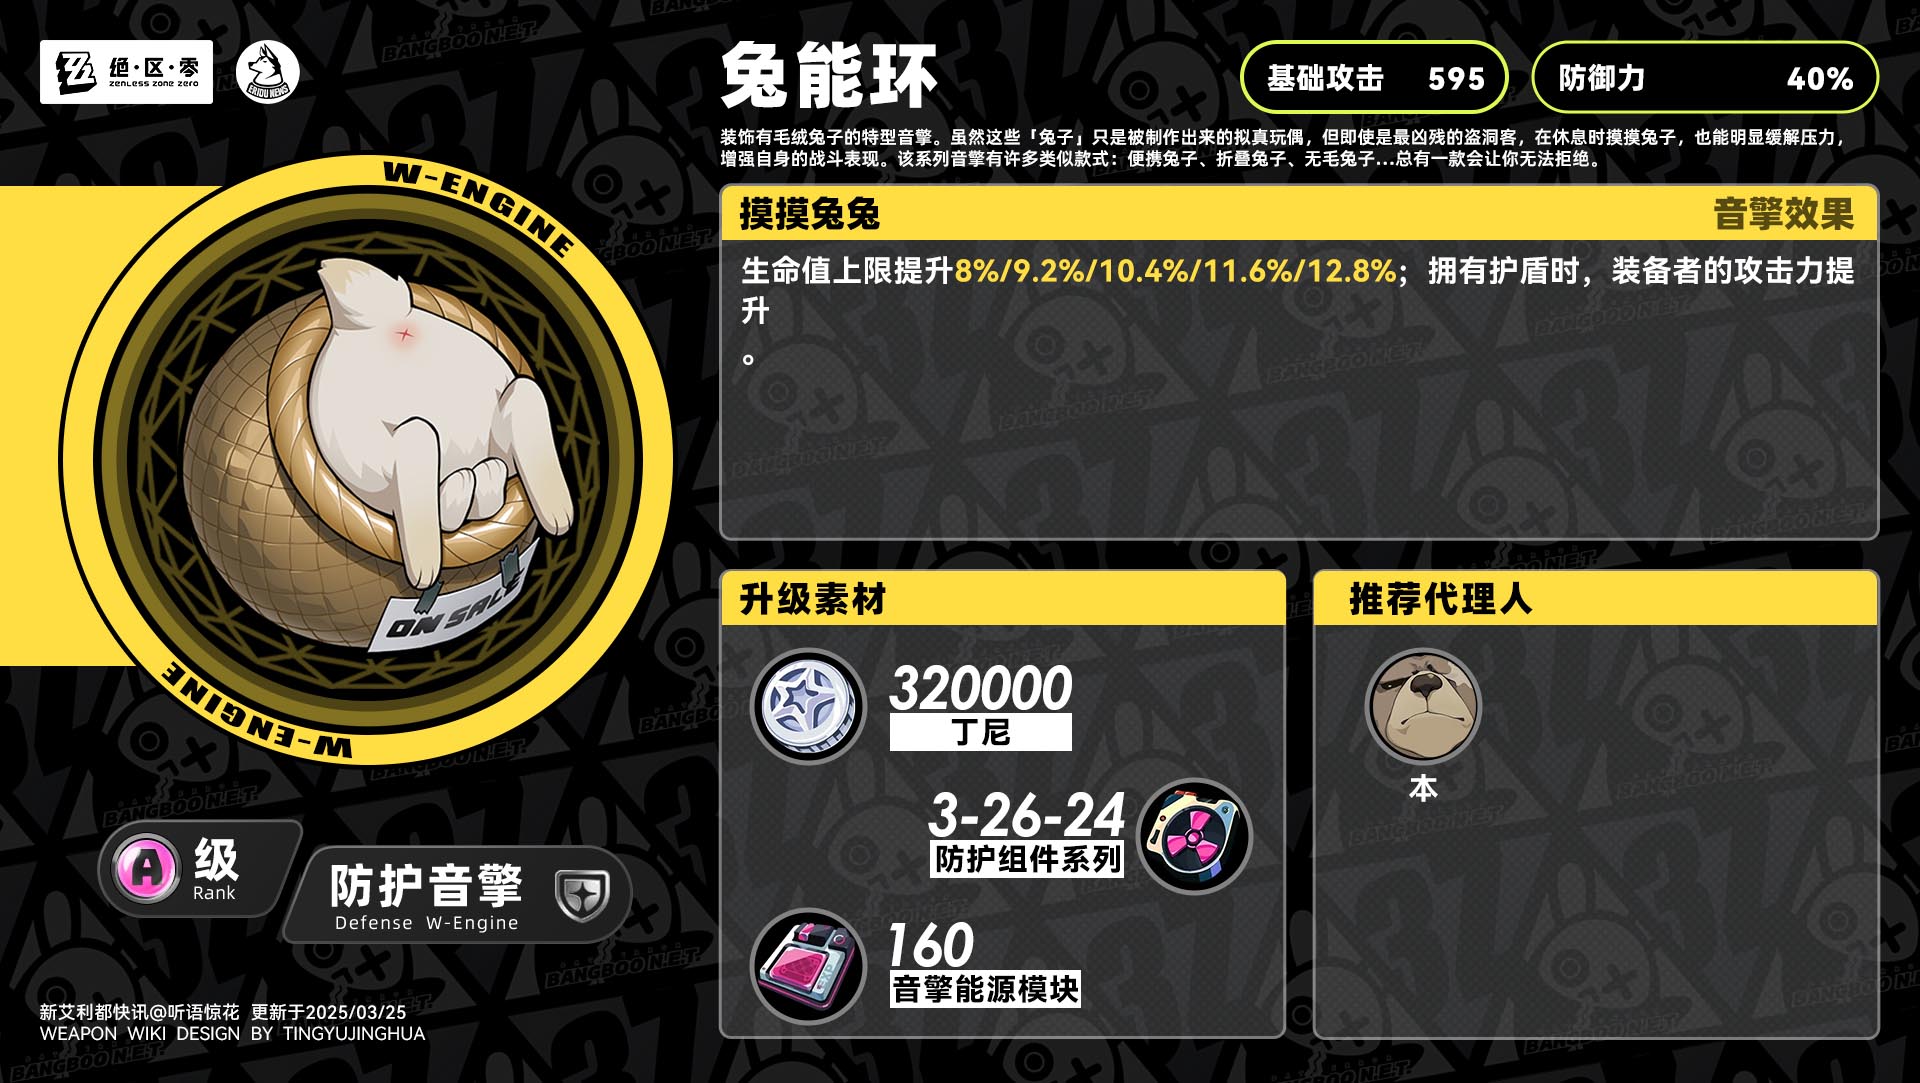 绝·区·零
ZENLESS ZONE ZERO
ERIDU NEWS
兔能环
基础攻击 595
防御力 40%
装饰有毛绒兔子的特型音擎。虽然这些「兔子」只是被制作出来的拟真玩偶，但即使是最凶残的盗洞客，在休息时摸摸兔子，也能明显缓解压力，
增强自身的战斗表现。该系列音擎有许多类似款式：便携兔子、折叠兔子、无毛兔子...总有一款会让你无法拒绝。
W-ENGINE
ON SALE
W-ENGINE
摸摸兔兔 音擎效果
生命值上限提升8%/9.2%/10.4%/11.6%/12.8%；拥有护盾时，装备者的攻击力提
升
。
升级素材
320000
丁尼
3-26-24
防护组件系列
160
音擎能源模块
推荐代理人
本
A 级
Rank
防护音擎
Defense W-Engine
新艾利都快讯@听语惊花 更新于2025/03/25
WEAPON WIKI DESIGN BY TINGYUJINGHUA
BANGBOO N.E.T.